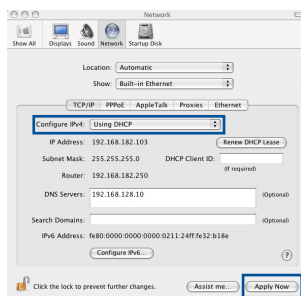 Network
Show All Displays Sound Network Startup Disk
Location: Automatic
Show: Built-in Ethernet
TCP/IP PPPoE AppleTalk Proxies Ethernet
Configure IPv4: Using DHCP
IP Address: 192.168.182.103 Renew DHCP Lease
Subnet Mask: 255.255.255.0 DHCP Client ID:
(If required)
Router: 192.168.182.250
DNS Servers: 192.168.128.10 (Optional)
Search Domains: (Optional)
IPv6 Address: fe80:0000:0000:0000:0211:24ff:fe32:b18e
Configure IPv6... ?
Click the lock to prevent further changes. Assist me... Apply Now